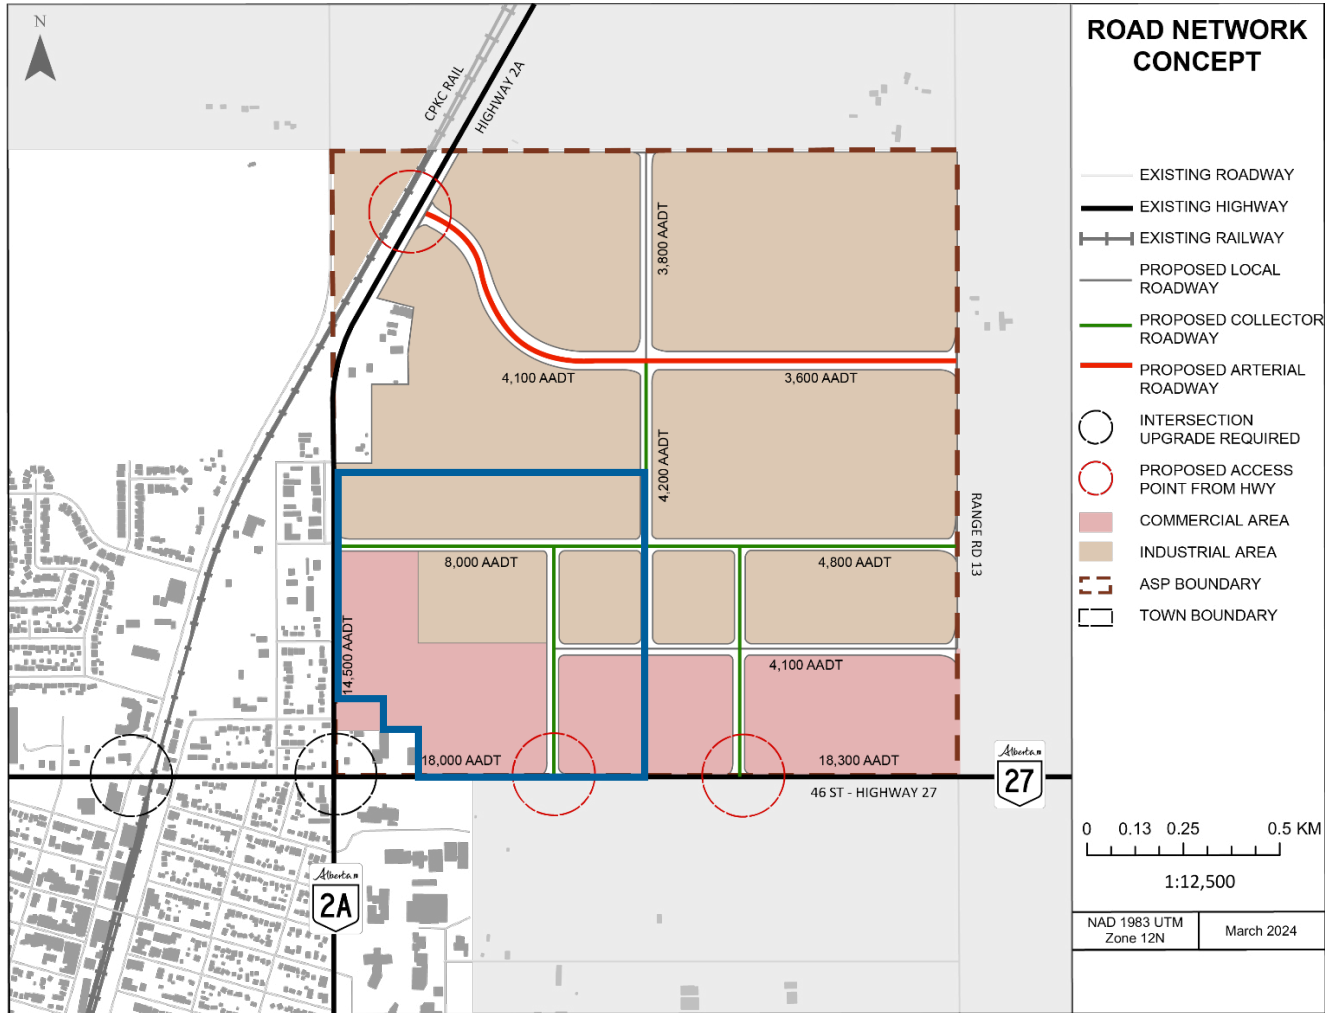 N
CPKC RAIL
HIGHWAY 2A
3,800 AADT
4,100 AADT
3,600 AADT
4,200 AADT
RANGE RD 13
8,000 AADT
4,800 AADT
14,500 AADT
4,100 AADT
18,000 AADT
18,300 AADT
46 ST - HIGHWAY 27
Alberta
27
Alberta
2A
ROAD NETWORK
CONCEPT
EXISTING ROADWAY
EXISTING HIGHWAY
EXISTING RAILWAY
PROPOSED LOCAL
ROADWAY
PROPOSED COLLECTOR
ROADWAY
PROPOSED ARTERIAL
ROADWAY
INTERSECTION
UPGRADE REQUIRED
PROPOSED ACCESS
POINT FROM HWY
COMMERCIAL AREA
INDUSTRIAL AREA
ASP BOUNDARY
TOWN BOUNDARY
0 0.13 0.25 0.5 KM
1:12,500
NAD 1983 UTM
Zone 12N
March 2024